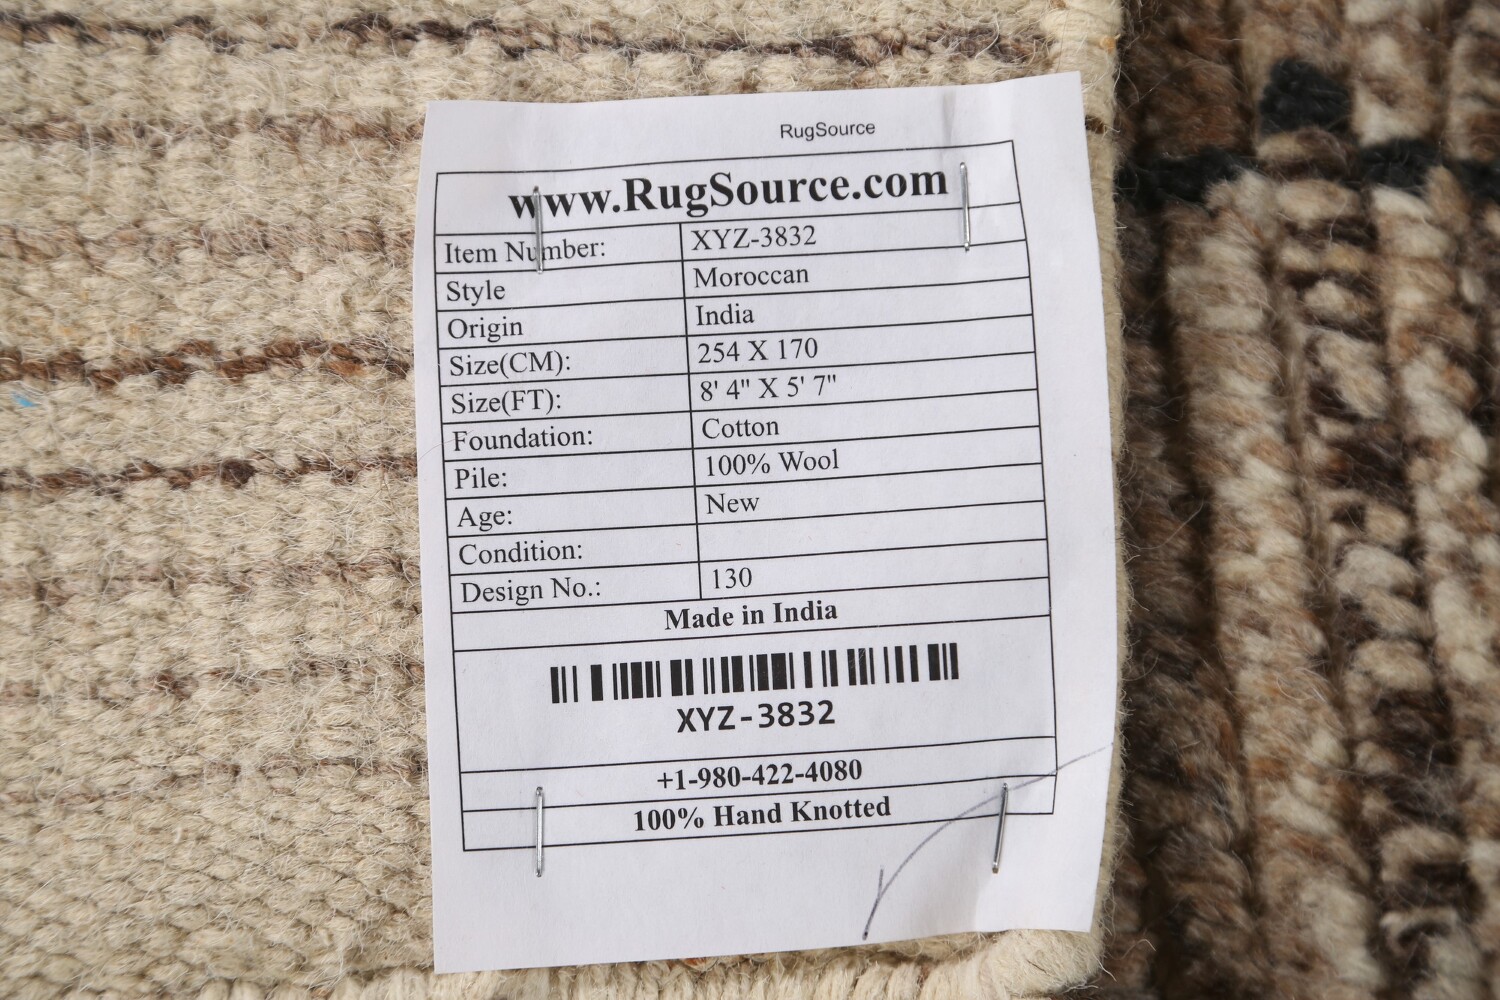 RugSource
www.RugSource.com
Item Number: XYZ-3832
Style Moroccan
Origin India
Size(CM): 254 X 170
Size(FT): 8' 4" X 5' 7"
Foundation: Cotton
Pile: 100% Wool
Age: New
Condition:
Design No.: 130
Made in India
XYZ-3832
+1-980-422-4080
100% Hand Knotted